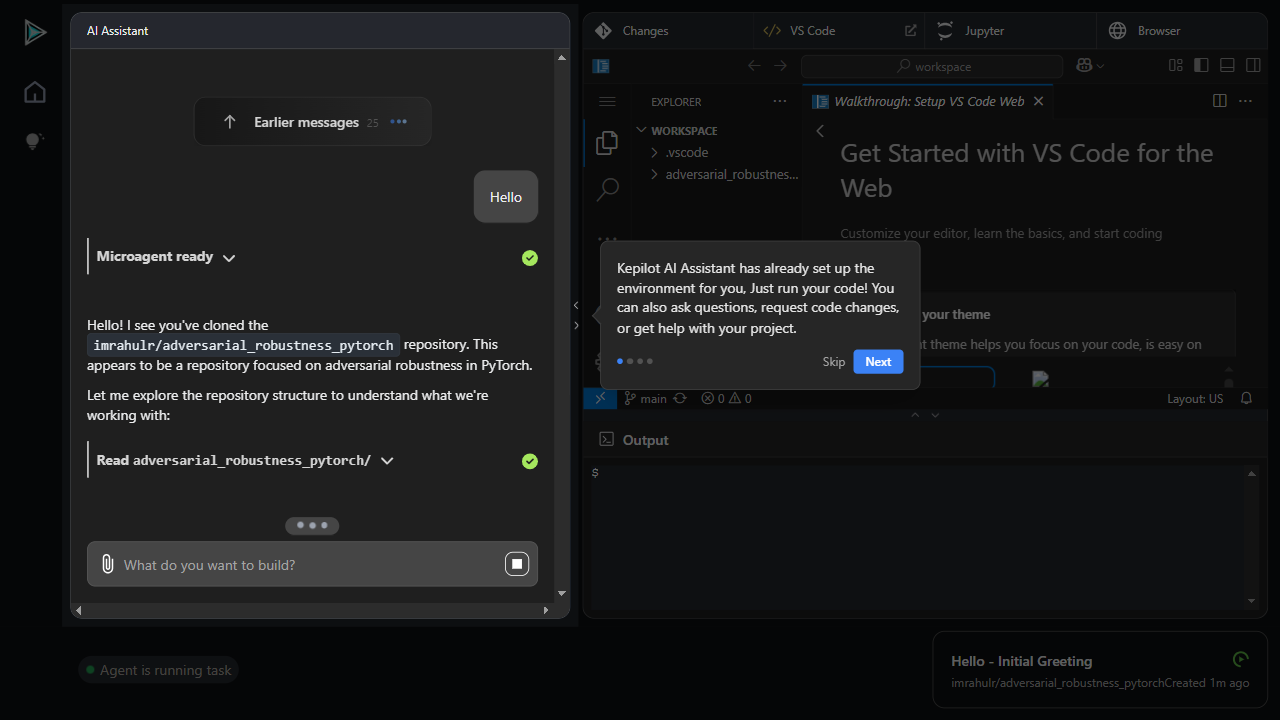 AI Assistant
Earlier messages 25
Hello
Microagent ready
Hello! I see you've cloned the
imrahulr/adversarial_robustness_pytorch repository. This
appears to be a repository focused on adversarial robustness in PyTorch.
Let me explore the repository structure to understand what we're
working with:
Read adversarial_robustness_pytorch/
What do you want to build?
Agent is running task
Changes
VS Code
Jupyter
Browser
workspace
EXPLORER
WORKSPACE
.vscode
adversarial_robustnes...
Walkthrough: Setup VS Code Web
Get Started with VS Code for the
Web
Customize your editor, learn the basics, and start coding
your theme
theme helps you focus on your code, is easy on
Kepilot AI Assistant has already set up the
environment for you, Just run your code! You
can also ask questions, request code changes,
or get help with your project.
Skip
Next
main
0
0
Layout: US
Output
$
Hello - Initial Greeting
imrahulr/adversarial_robustness_pytorchCreated 1m ago